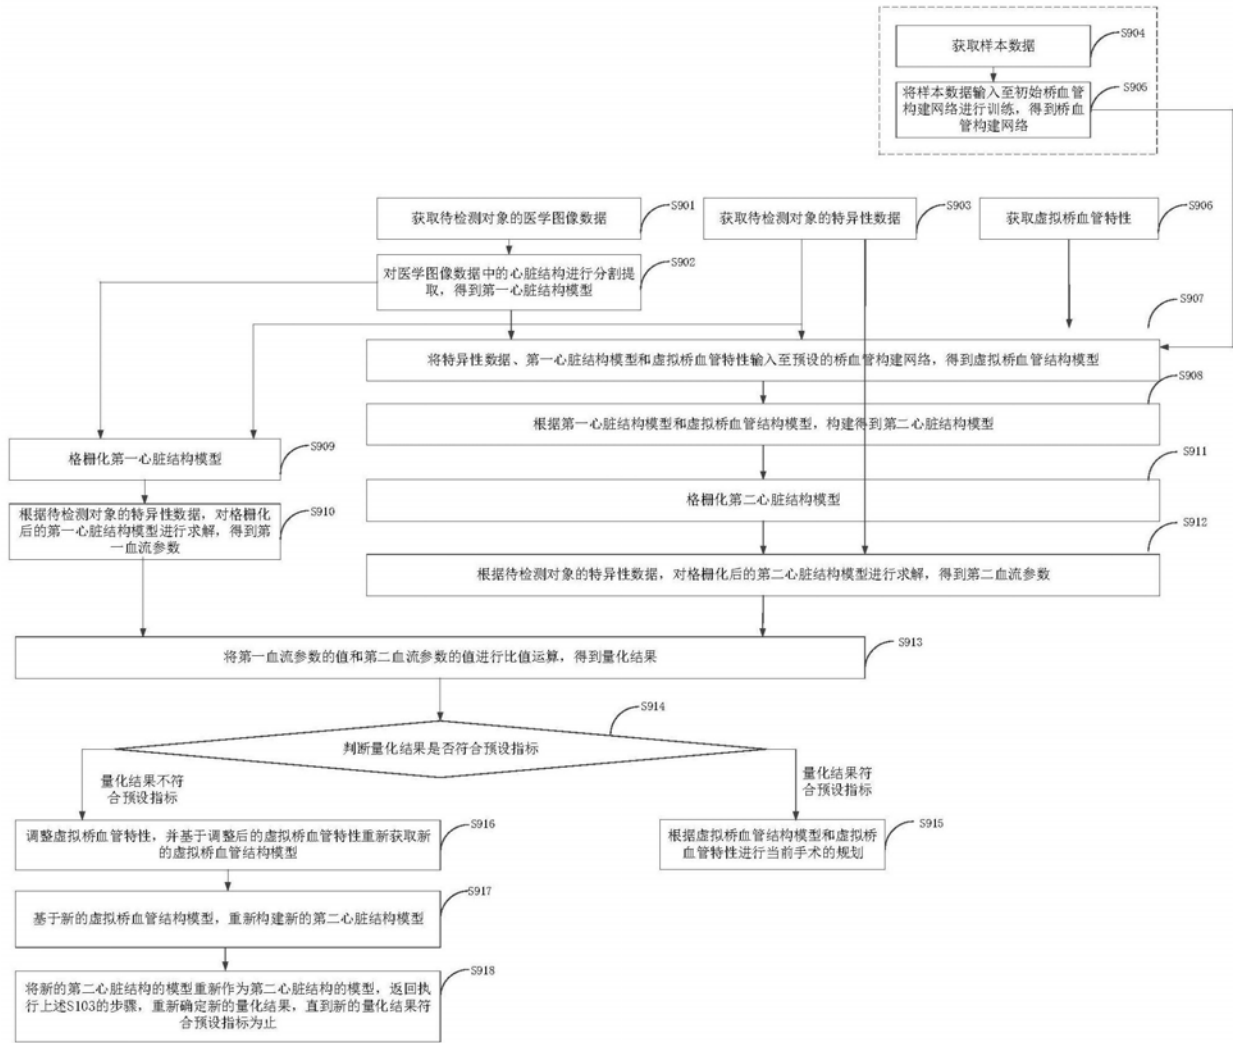 获取样本数据
S904
将样本数据输入至初始桥血管
构建网络进行训练，得到桥血
管构建网络
S905
获取待检测对象的医学图像数据
S901
获取待检测对象的特异性数据
S903
获取虚拟桥血管特性
S906
对医学图像数据中的心脏结构进行分割提
取，得到第一心脏结构模型
S902
S907
将特异性数据、第一心脏结构模型和虚拟桥血管特性输入至预设的桥血管构建网络，得到虚拟桥血管结构模型
S908
根据第一心脏结构模型和虚拟桥血管结构模型，构建得到第二心脏结构模型
格栅化第一心脏结构模型
S909
S911
格栅化第二心脏结构模型
根据待检测对象的特异性数据，对格栅化
后的第一心脏结构模型进行求解，得到第
一血流参数
S910
S912
根据待检测对象的特异性数据，对格栅化后的第二心脏结构模型进行求解，得到第二血流参数
将第一血流参数的值和第二血流参数的值进行比值运算，得到量化结果
S913
S914
判断量化结果是否符合预设指标
量化结果不符
合预设指标
量化结果符
合预设指标
调整虚拟桥血管特性，并基于调整后的虚拟桥血管特性重新获取新
的虚拟桥血管结构模型
S916
根据虚拟桥血管结构模型和虚拟桥
血管特性进行当前手术的规划
S915
基于新的虚拟桥血管结构模型，重新构建新的第二心脏结构模型
S917
将新的第二心脏结构的模型重新作为第二心脏结构的模型，返回执
行上述S103的步骤，重新确定新的量化结果，直到新的量化结果符
合预设指标为止
S918